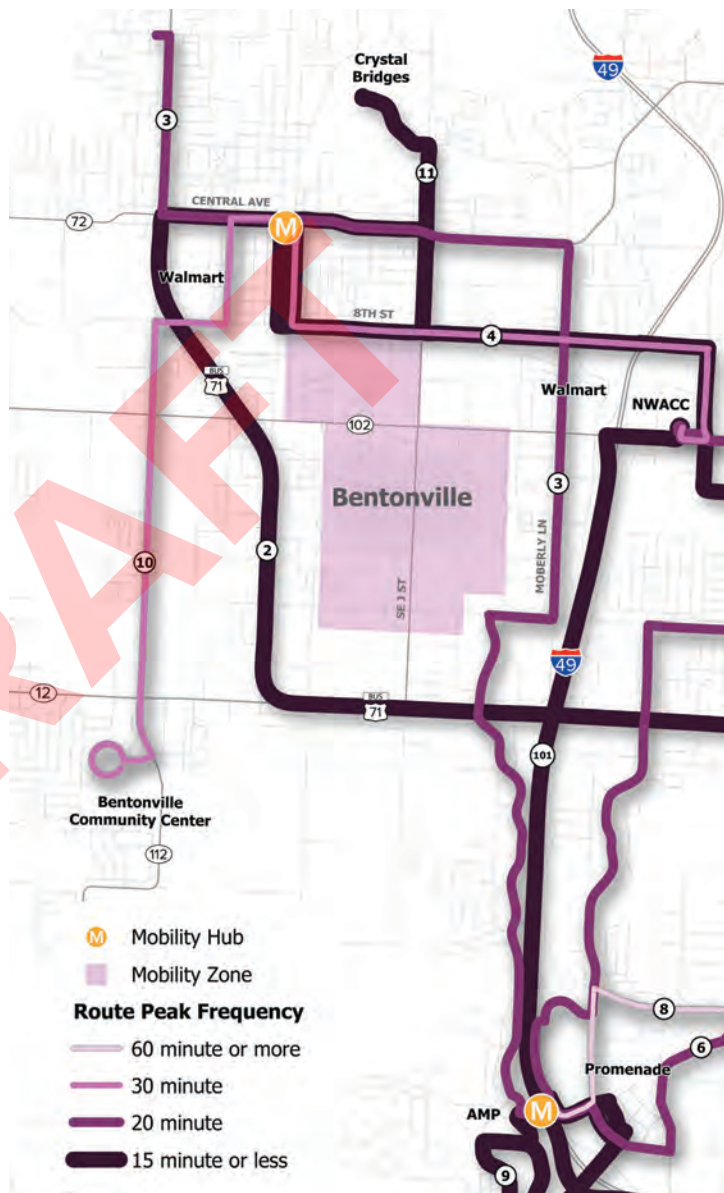 Crystal
Bridges
49
3
11
CENTRAL AVE
72
M
Walmart
8TH ST
4
BUS
71
Walmart
NWACC
102
Bentonville
3
2
MOBERLY LN
10
SE J ST
49
12
BUS
71
101
Bentonville
Community Center
112
DRAFT
M Mobility Hub
Mobility Zone
Route Peak Frequency
60 minute or more
30 minute
20 minute
15 minute or less
8
6
Promenade
AMP
M
9